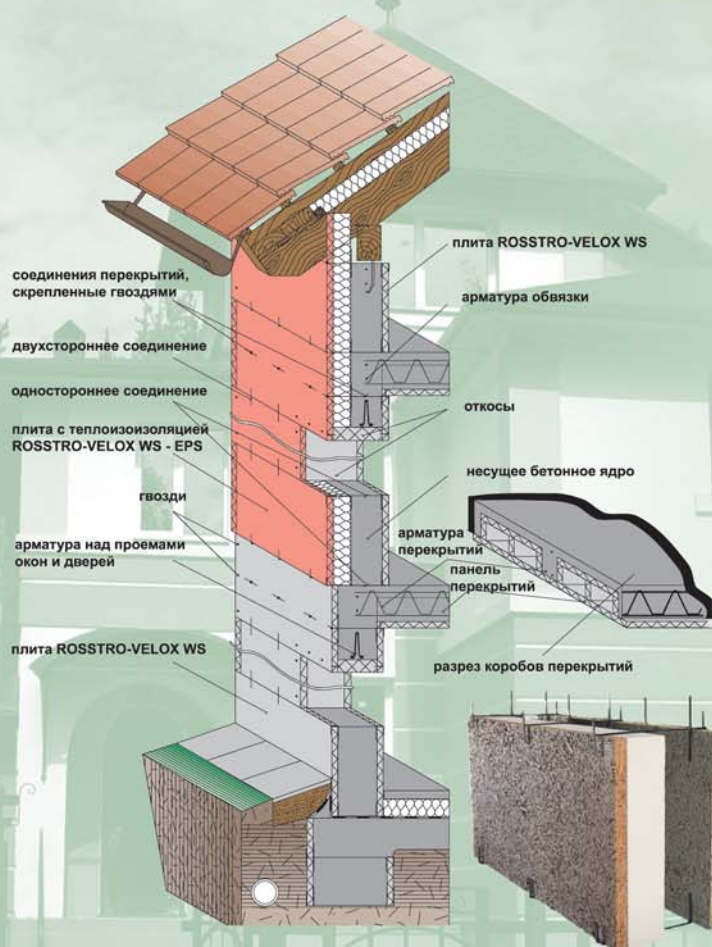 плита ROSSTRO-VELOX WS
соединения перекрытий,
скрепленные гвоздями
арматура обвязки
двухстороннее соединение
одностороннее соединение
откосы
плита с теплоизоизоляцией
ROSSTRO-VELOX WS - EPS
несущее бетонное ядро
гвозди
арматура
перекрытий
арматура над проемами
окон и дверей
панель
перекрытий
плита ROSSTRO-VELOX WS
разрез коробов перекрытий